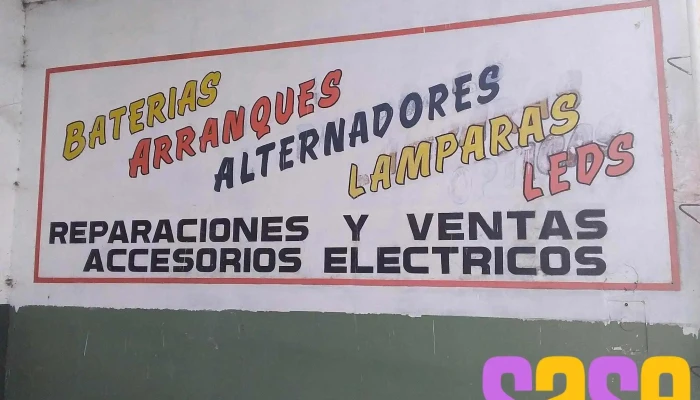 BATERIAS
ARRANQUES
ALTERNADORES
LAMPARAS
LEDS
REPARACIONES Y VENTAS
ACCESORIOS ELECTRICOS